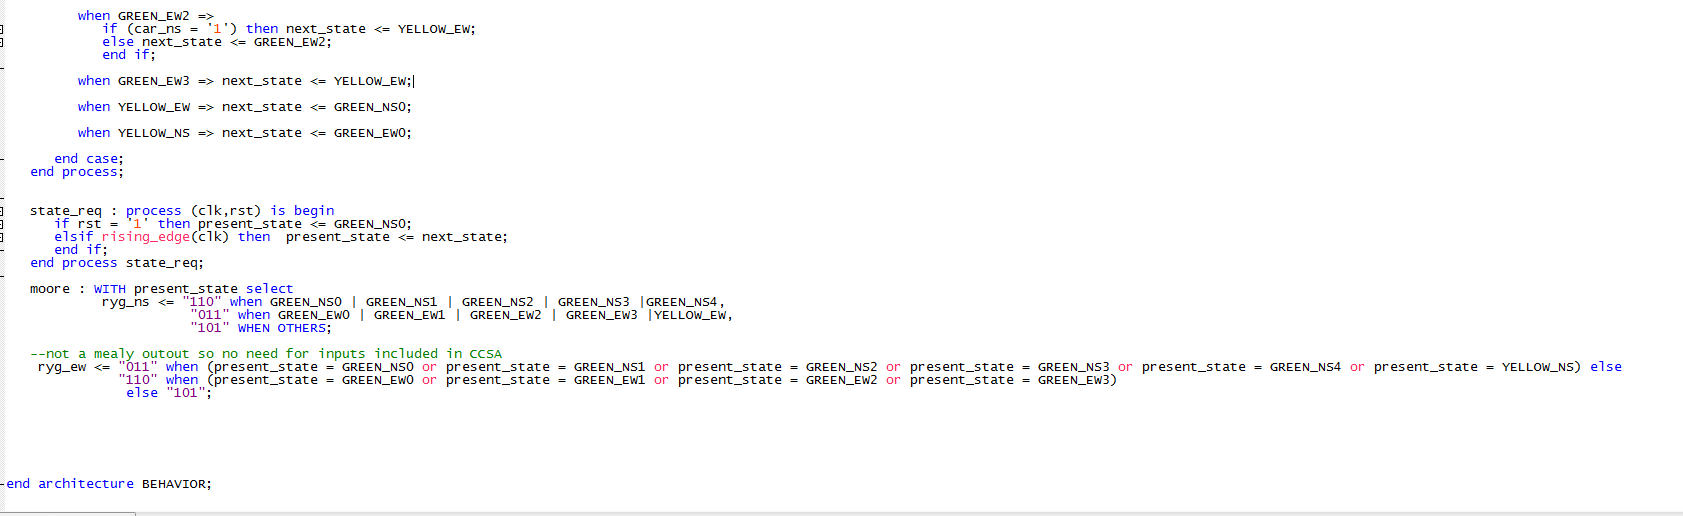 when GREEN_EW2 =>
if (car_ns = '1') then next_state <= YELLOW_EW;
else next_state <= GREEN_EW2;
end if;
when GREEN_EW3 => next_state <= YELLOW_EW;
when YELLOW_EW => next_state <= GREEN_NS0;
when YELLOW_NS => next_state <= GREEN_EW0;
end case;
end process;
state_req : process (clk,rst) is begin
if rst = '1' then present_state <= GREEN_NS0;
elsif rising_edge(clk) then present_state <= next_state;
end if;
end process state_req;
moore : WITH present_state select
ryg_ns <= "110" when GREEN_NS0 | GREEN_NS1 | GREEN_NS2 | GREEN_NS3 |GREEN_NS4,
"011" when GREEN_EW0 | GREEN_EW1 | GREEN_EW2 | GREEN_EW3 |YELLOW_EW,
"101" WHEN OTHERS;
--not a mealy outout so no need for inputs included in CCSA
ryg_ew <= "011" when (present_state = GREEN_NS0 or present_state = GREEN_NS1 or present_state = GREEN_NS2 or present_state = GREEN_NS3 or present_state = GREEN_NS4 or present_state = YELLOW_NS) else
"110" when (present_state = GREEN_EW0 or present_state = GREEN_EW1 or present_state = GREEN_EW2 or present_state = GREEN_EW3)
else "101";
end architecture BEHAVIOR;